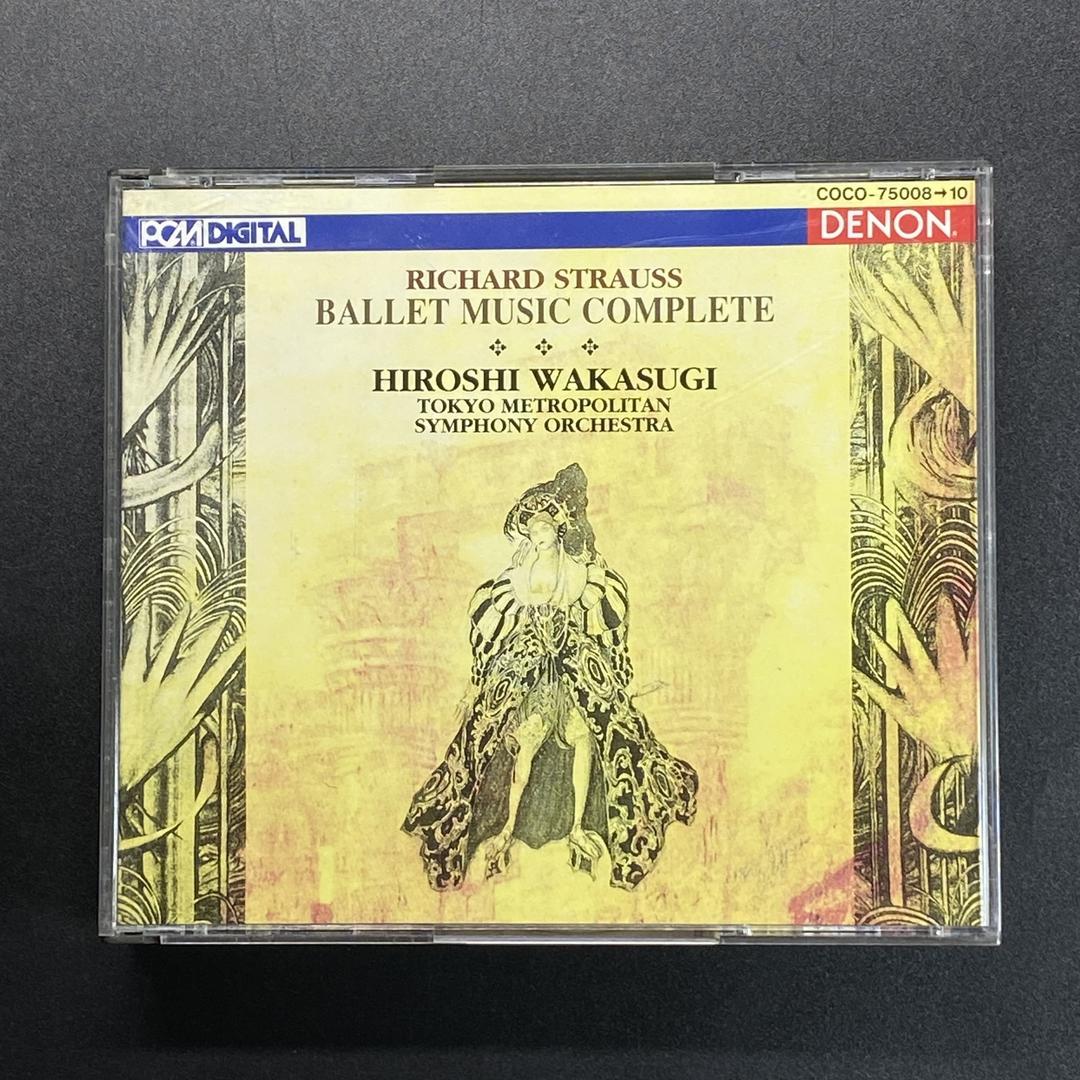 COCO-75008→10
PCM DIGITAL
DENON®
RICHARD STRAUSS
BALLET MUSIC COMPLETE
HIROSHI WAKASUGI
TOKYO METROPOLITAN
SYMPHONY ORCHESTRA